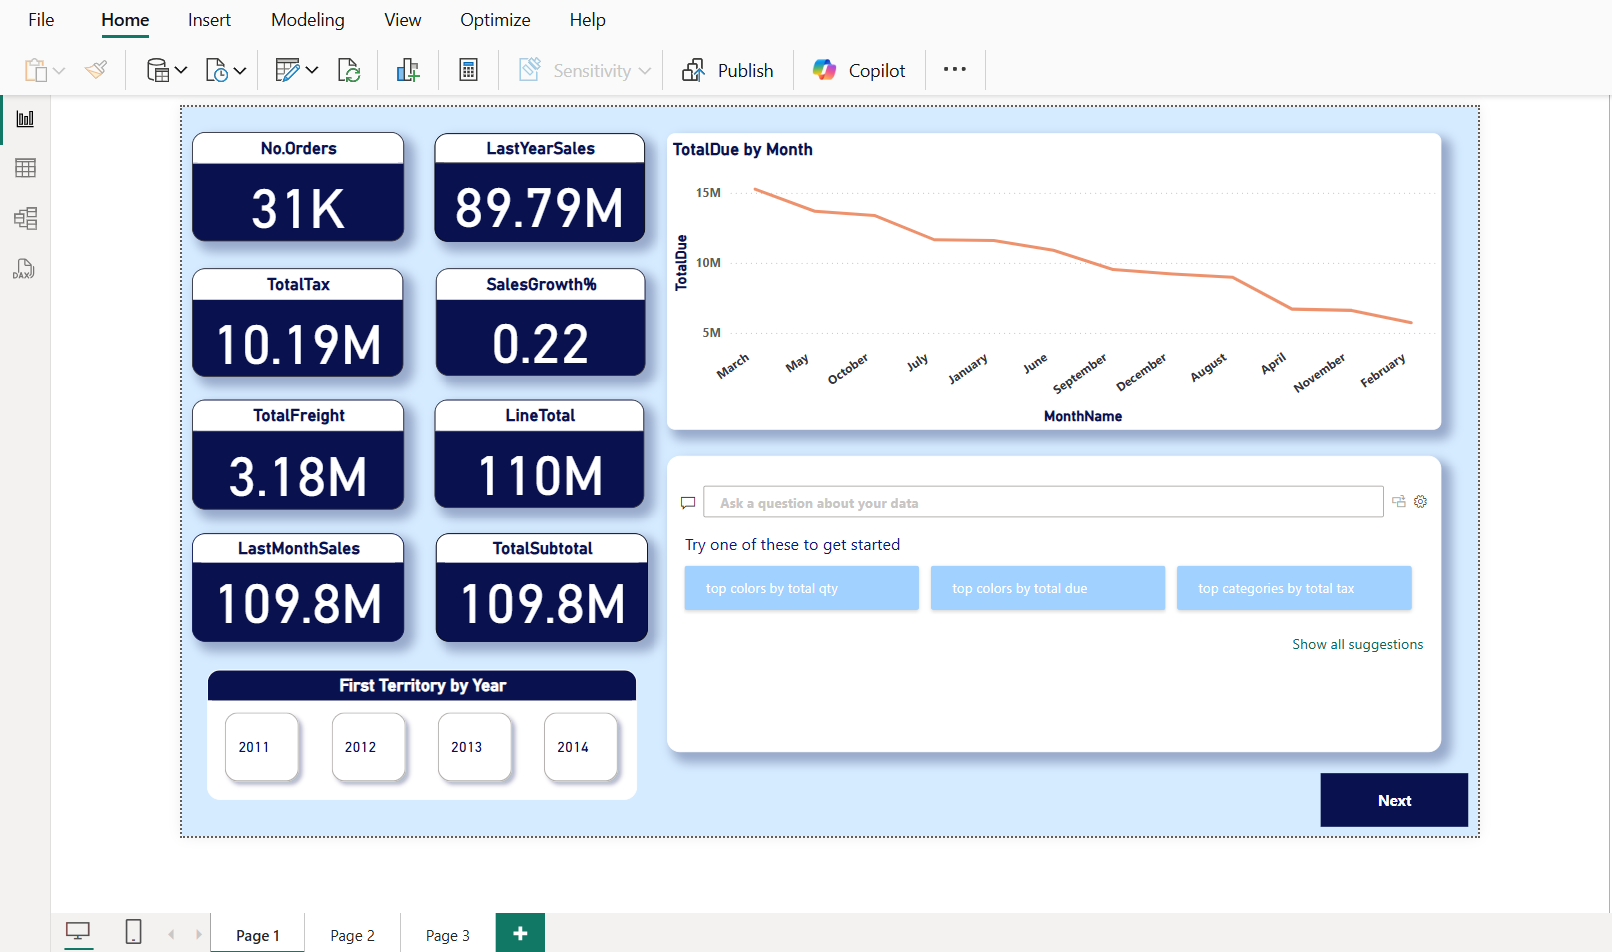 File Home Insert Modeling View Optimize Help
Sensitivity Publish Copilot
DAX
No.Orders
31K
LastYearSales
89.79M
TotalTax
10.19M
SalesGrowth%
0.22
TotalFreight
3.18M
LineTotal
110M
LastMonthSales
109.8M
TotalSubtotal
109.8M
First Territory by Year
2011 2012 2013 2014
TotalDue by Month
15M
10M
5M
TotalDue
March May October July January June September December August April November February
MonthName
Ask a question about your data
Try one of these to get started
top colors by total qty
top colors by total due
top categories by total tax
Show all suggestions
Next
Page 1 Page 2 Page 3